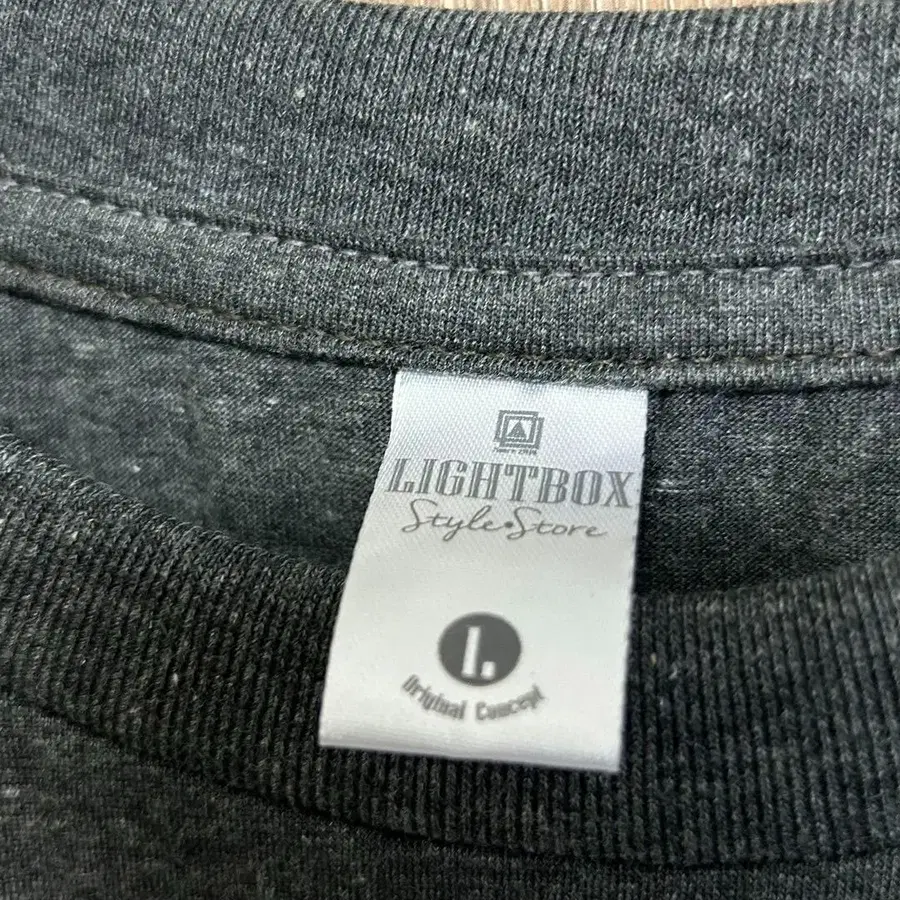 LIGHTBOX
Style•Store
L
Original Concept